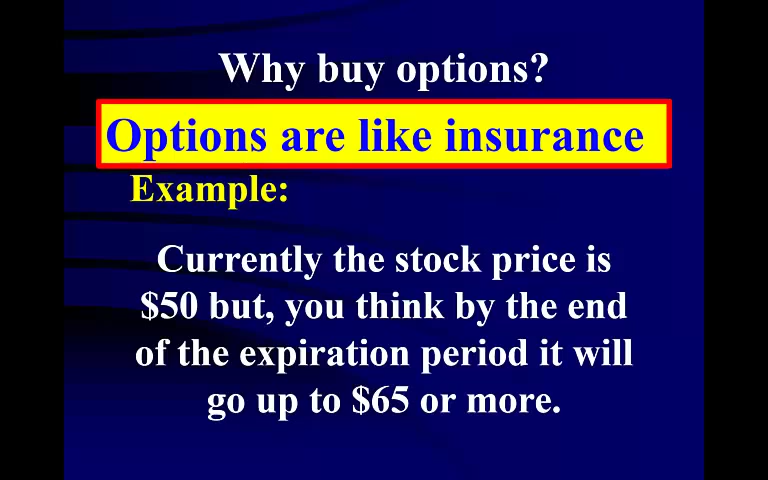 Why buy options?
Options are like insurance
Example:
Currently the stock price is
$50 but, you think by the end
of the expiration period it will
go up to $65 or more.